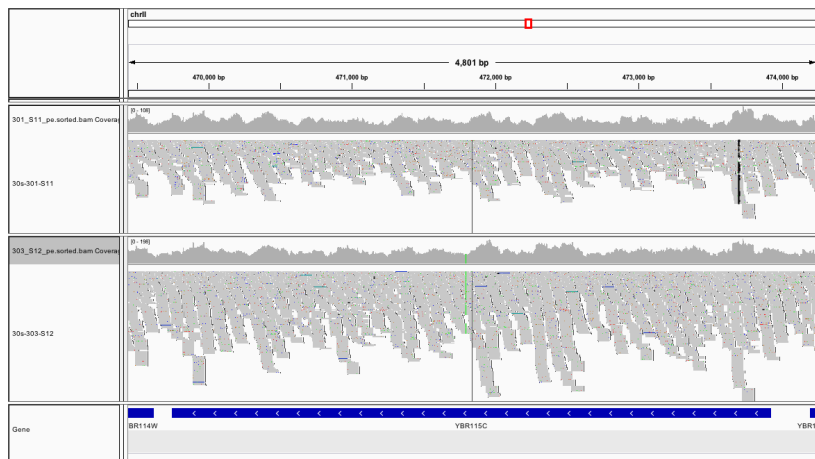 chrII
4,801 bp
470,000 bp 471,000 bp 472,000 bp 473,000 bp 474,000 bp
301_S11_pe.sorted.bam Coverag
[0 - 108]
30s-301-S11
303_S12_pe.sorted.bam Coverag
[0 - 198]
30s-303-S12
Gene
BR114W YBR115C YBR1